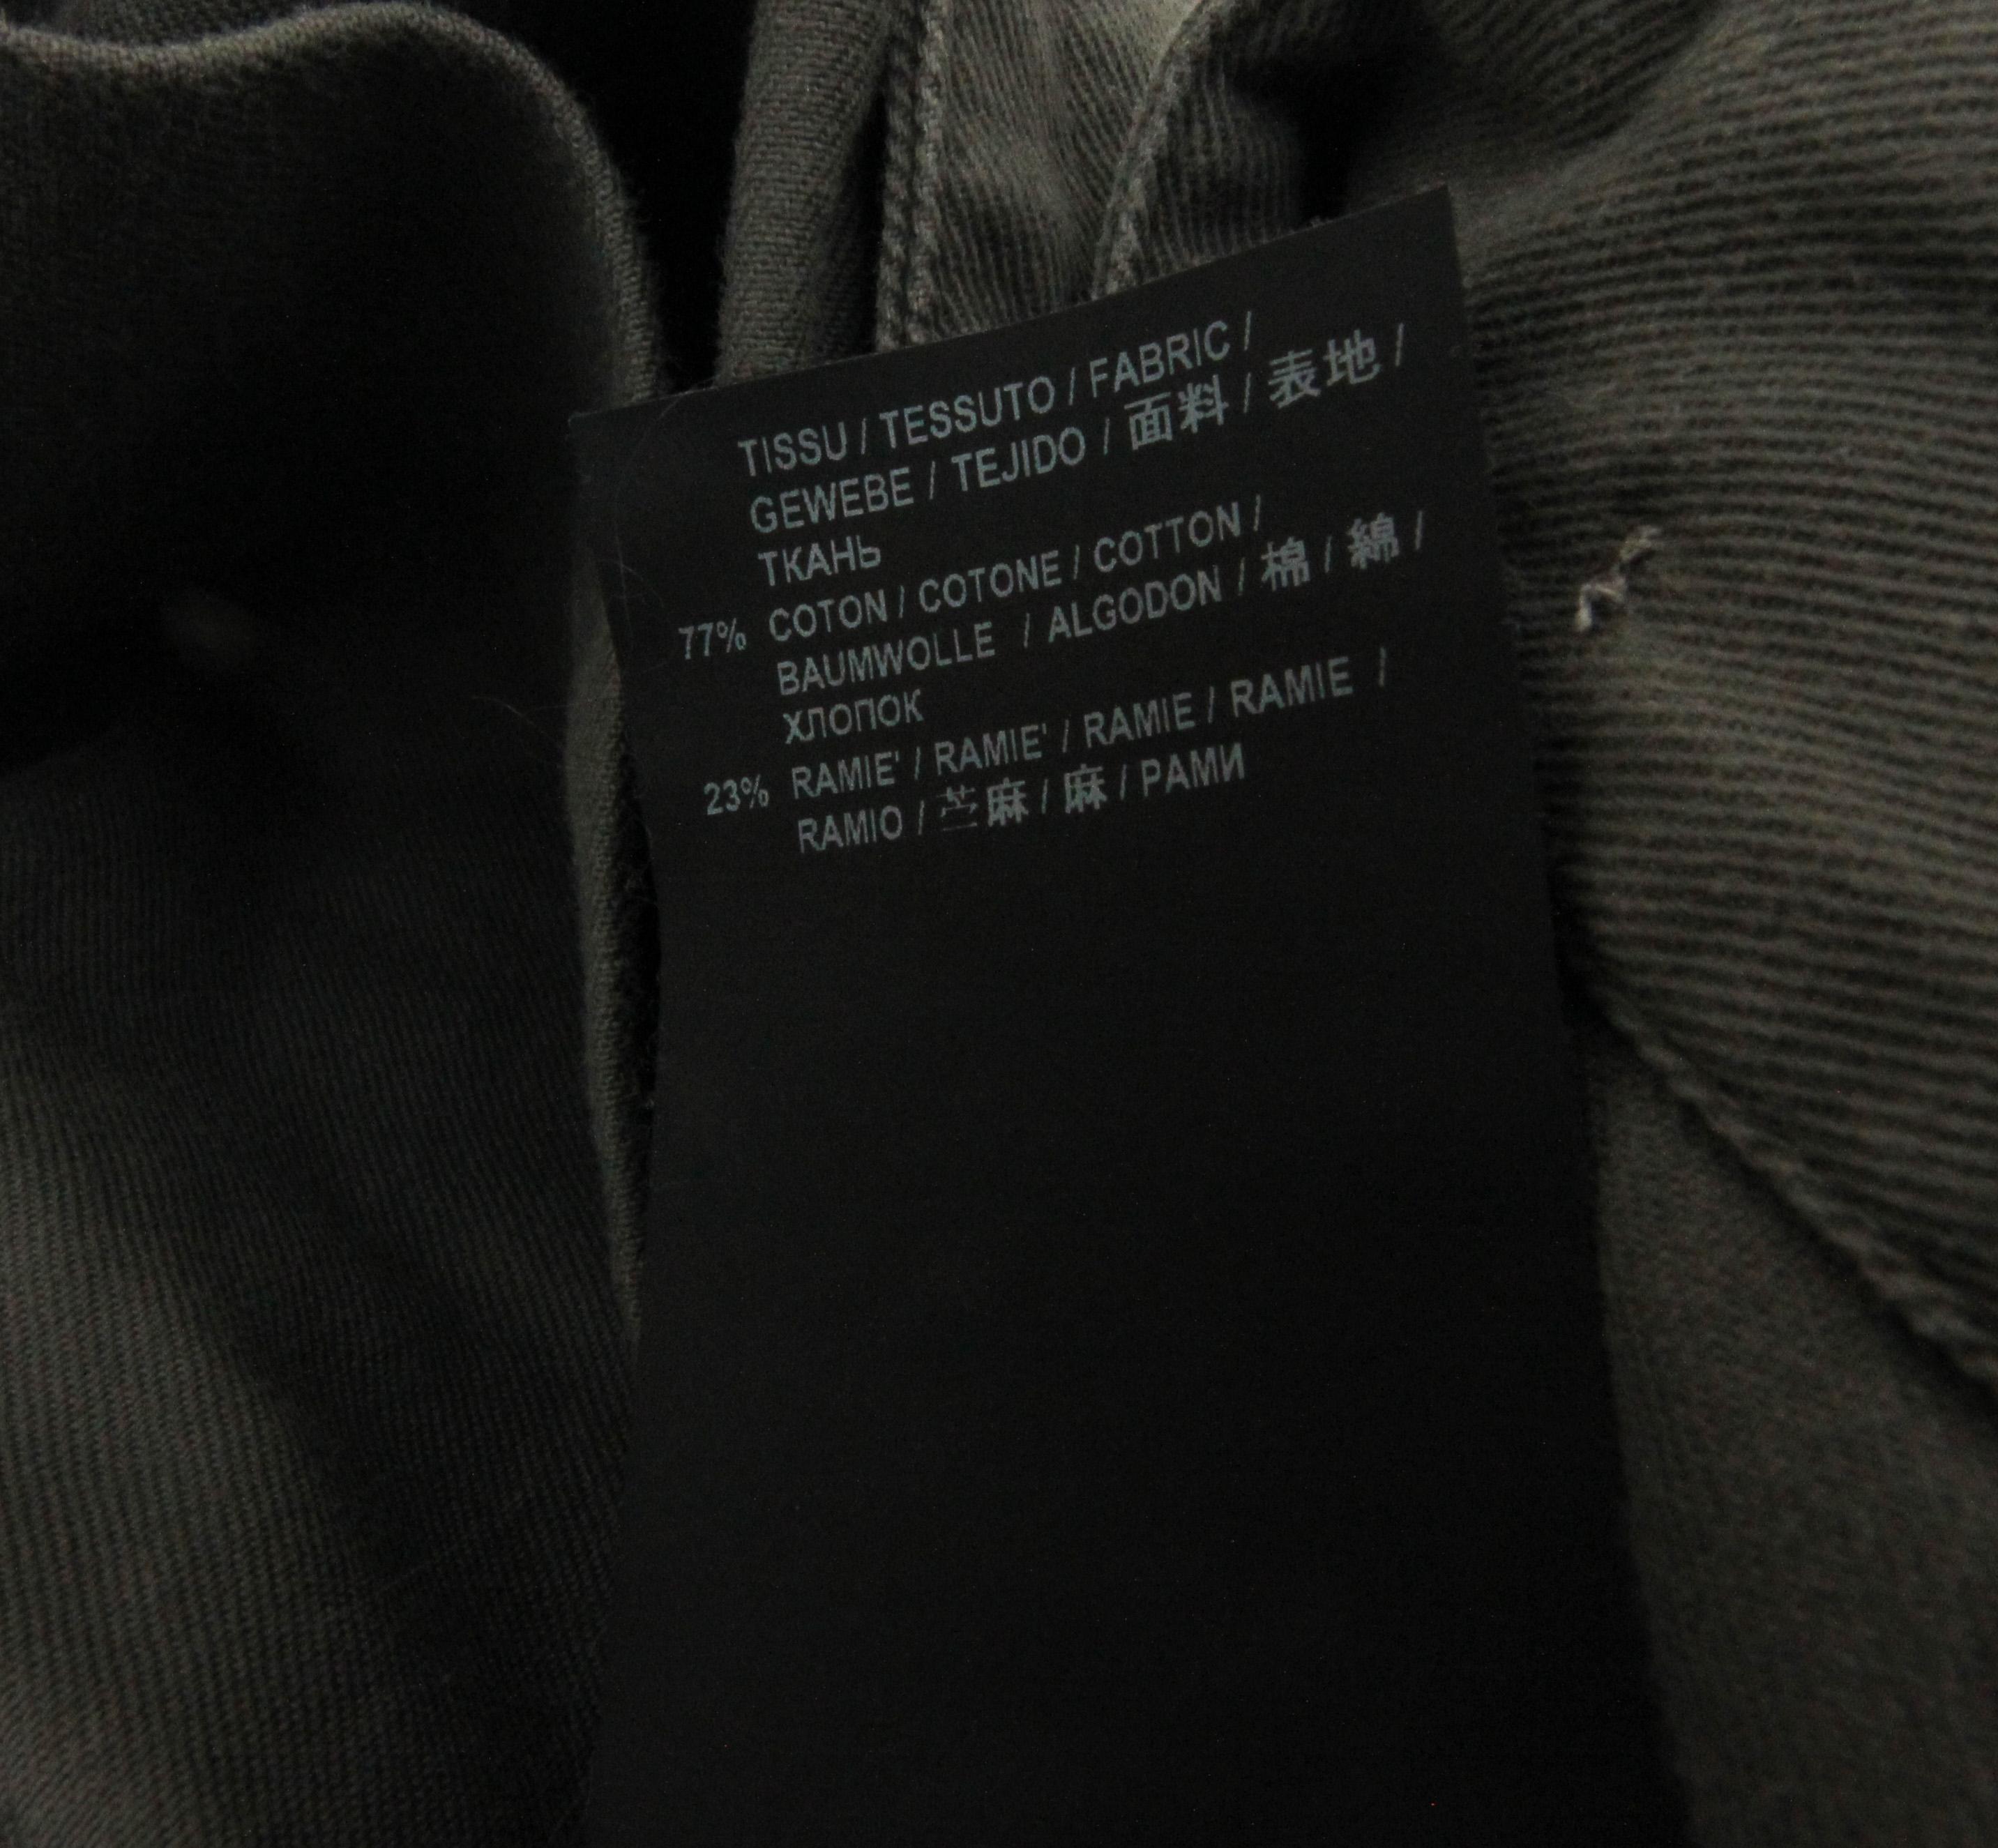 TISSU / TESSUTO / FABRIC /
GEWEBE / TEJIDO / 面料 / 表地 /
ТКАНЬ
77% COTON / COTONE / COTTON /
BAUMWOLLE / ALGODON / 棉 / 綿 /
ХЛОПОК
23% RAMIE' / RAMIE' / RAMIE / RAMIE /
RAMIO / 苎麻 / 麻 / РАМИ